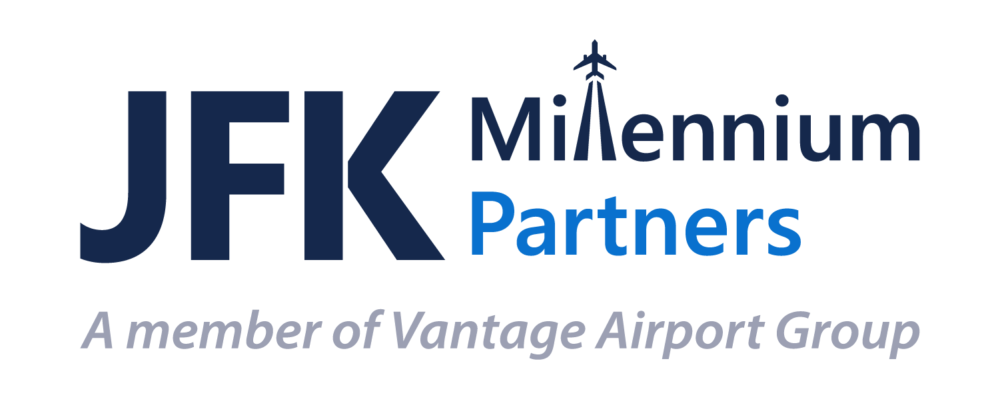 JFK Millennium
Partners
A member of Vantage Airport Group